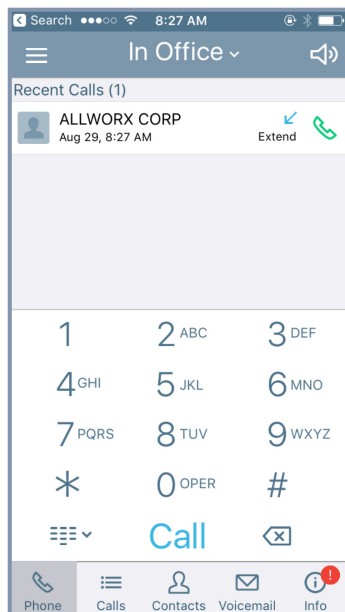 Search 8:27 AM
In Office
Recent Calls (1)
ALLWORX CORP
Aug 29, 8:27 AM
Extend
1 2 ABC 3 DEF
4 GHI 5 JKL 6 MNO
7 PQRS 8 TUV 9 WXYZ
* 0 OPER #
Call
Phone Calls Contacts Voicemail Info